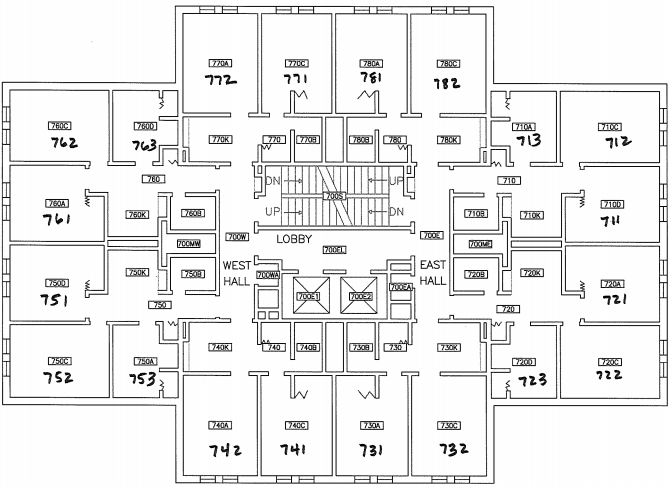 770A 770C 780A 780C
772 771 781 782
760C 760D 710A 710C
762 763 713 712
770K 770 770B 780B 780 780K
760 710
DN UP
700S
UP DN
760A 760K 760B 710B 710K 710D
761 711
700W LOBBY 700E
700MW 700EL 700ME
WEST HALL EAST HALL
750D 750K 750B 700WA 700EA 720B 720K 720A
751 721
700E1 700E2
750 720
740K 740 740B 730B 730 730K
750C 750A 720D 720C
752 753 723 722
740A 740C 730A 730C
742 741 731 732